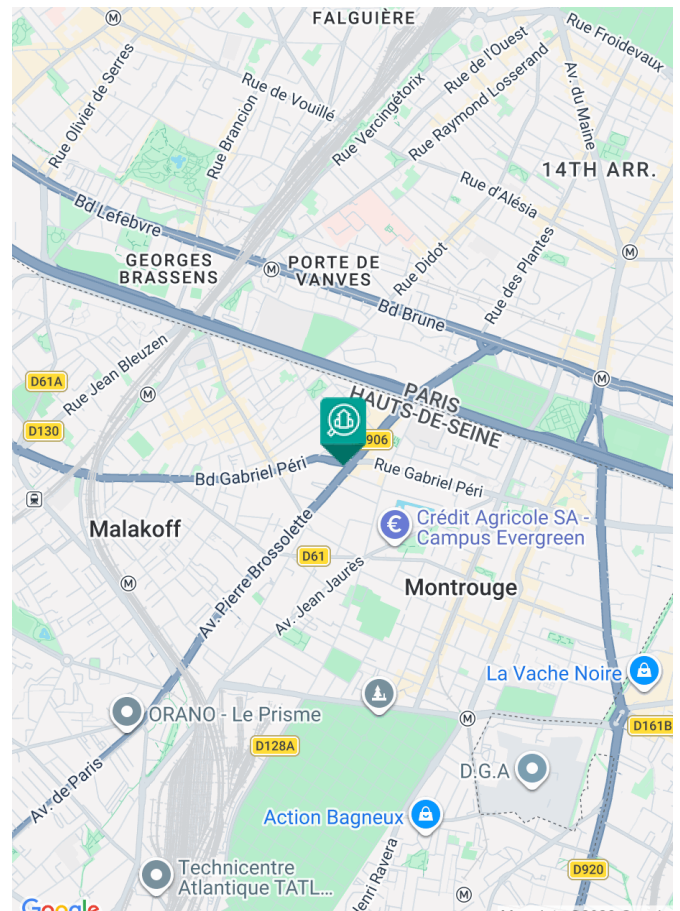 FALGUIÈRE
Rue Froidevaux
Rue de l'Ouest
Rue Olivier de Serres
Rue de Vouillé
Rue Brancion
Rue Vercingétorix
Rue Raymond Losserand
Av. du Maine
14TH ARR.
Rue d'Alésia
Bd Lefebvre
GEORGES
BRASSENS
PORTE DE
VANVES
Rue Didot
Rue des Plantes
Bd Brune
Rue Jean Bleuzen
D61A
PARIS
HAUTS-DE-SEINE
D130
906
Bd Gabriel Péri
Rue Gabriel Péri
Malakoff
Crédit Agricole SA -
Campus Evergreen
Av. Pierre Brossolette
D61
Av. Jean Jaurès
Montrouge
La Vache Noire
ORANO - Le Prisme
D161B
D128A
D.G.A
Av. de Paris
Action Bagneux
Technicentre
Atlantique TATL...
Henri Ravera
D920
Google